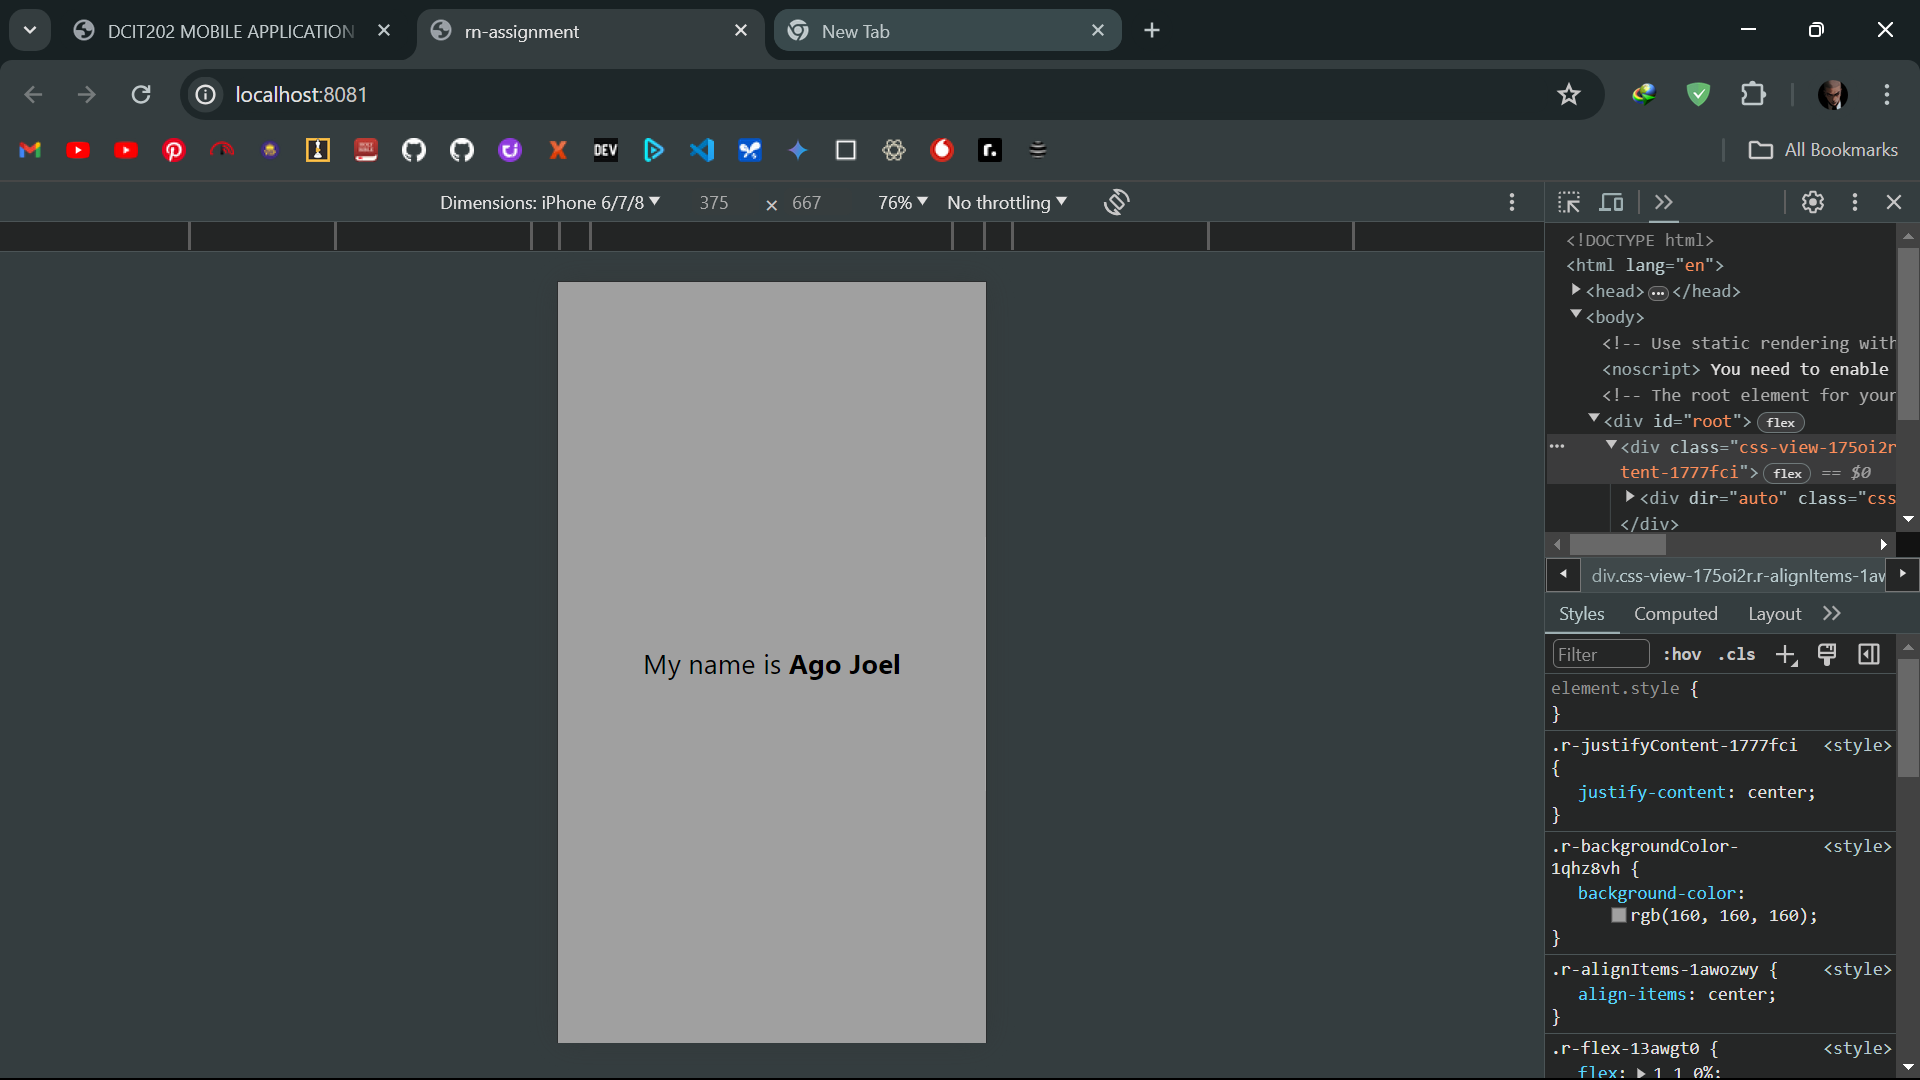 DCIT202 MOBILE APPLICATION
rn-assignment
New Tab
localhost:8081
DEV
All Bookmarks
Dimensions: iPhone 6/7/8 375 × 667 76% No throttling
<!DOCTYPE html>
<html lang="en">
<head> ··· </head>
<body>
<!-- Use static rendering with
<noscript> You need to enable
<!-- The root element for your
<div id="root"> flex
<div class="css-view-175oi2r
tent-1777fci"> flex == $0
<div dir="auto" class="css
</div>
div.css-view-175oi2r.r-alignItems-1aw
Styles Computed Layout
Filter :hov .cls
element.style {
}
.r-justifyContent-1777fci <style>
{
justify-content: center;
}
.r-backgroundColor- <style>
1qhz8vh {
background-color:
rgb(160, 160, 160);
}
.r-alignItems-1awozwy { <style>
align-items: center;
}
.r-flex-13awgt0 { <style>
flex: 1 1 0%;
My name is Ago Joel